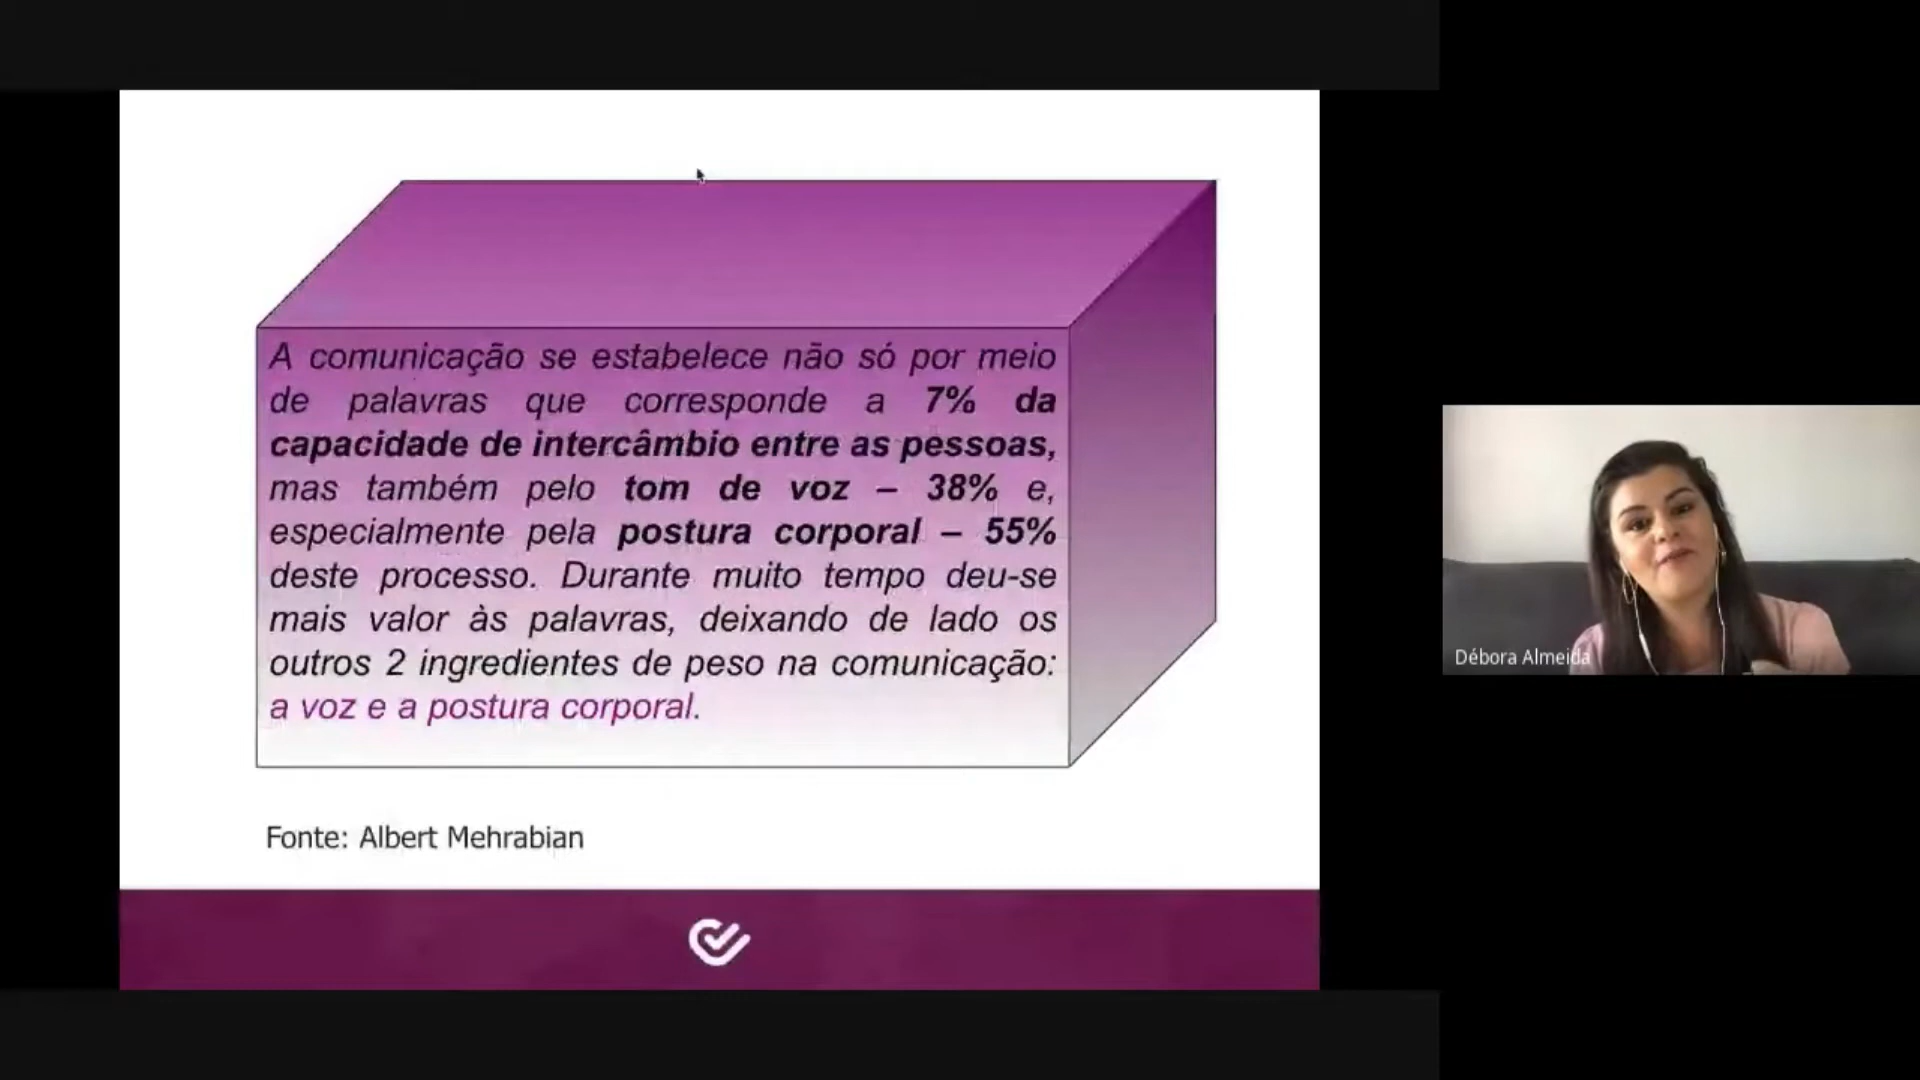 A comunicação se estabelece não só por meio
de palavras que corresponde a 7% da
capacidade de intercâmbio entre as pessoas,
mas também pelo tom de voz – 38% e,
especialmente pela postura corporal – 55%
deste processo. Durante muito tempo deu-se
mais valor às palavras, deixando de lado os
outros 2 ingredientes de peso na comunicação:
a voz e a postura corporal.
Fonte: Albert Mehrabian
Débora Almeida